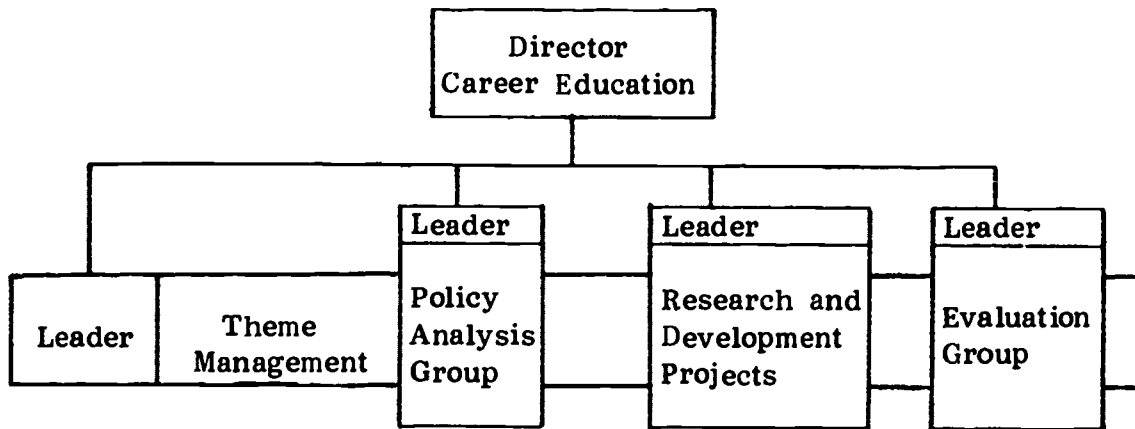 Director
Career Education
Leader
Theme
Management
Leader
Policy
Analysis
Group
Leader
Research and
Development
Projects
Leader
Evaluation
Group